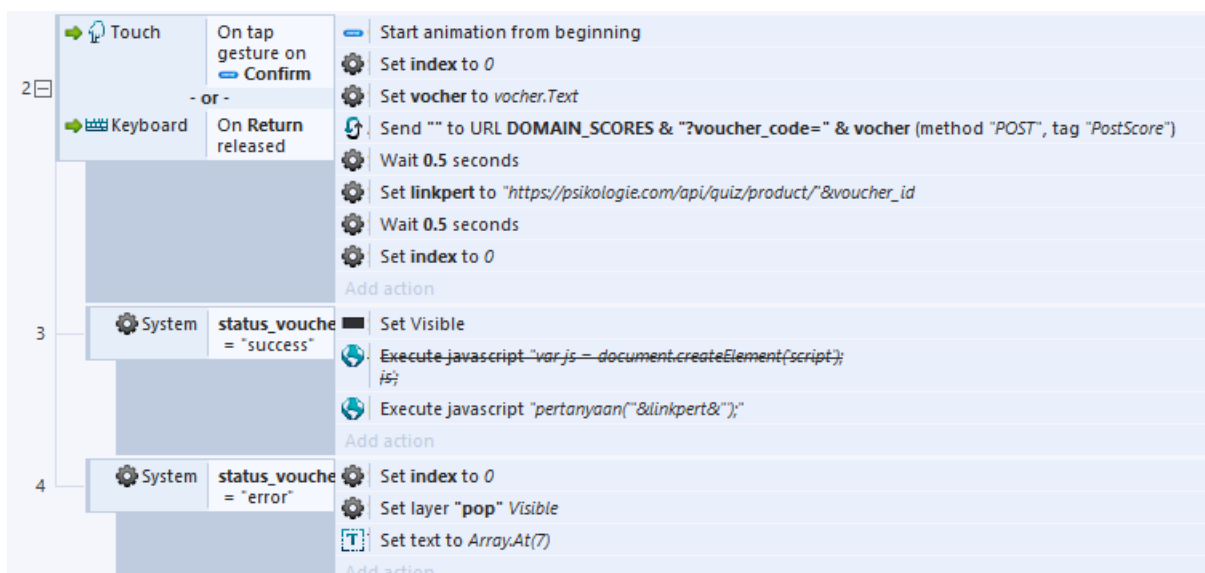 Touch
On tap
gesture on
Confirm
Start animation from beginning
Set index to 0
2
- or -
Set vocher to vocher.Text
Keyboard
On Return
released
Send "" to URL DOMAIN_SCORES & "?voucher_code=" & vocher (method "POST", tag "PostScore")
Wait 0.5 seconds
Set linkpert to "https://psikologie.com/api/quiz/product/"&voucher_id
Wait 0.5 seconds
Set index to 0
Add action
3
System
status_vouche
= "success"
Set Visible
Execute javascript "var js = document.createElement('script');
js';
Execute javascript "pertanyaan('"&linkpert&"');"
Add action
4
System
status_vouche
= "error"
Set index to 0
Set layer "pop" Visible
Set text to Array.At(7)
Add action